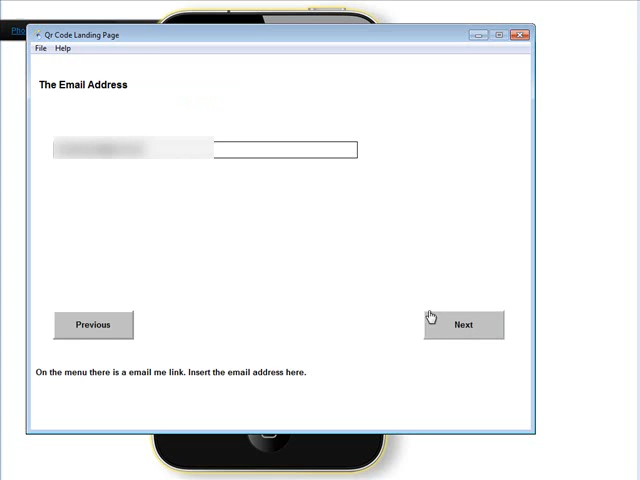 Pho
Qr Code Landing Page
File Help
The Email Address
Previous
Next
On the menu there is a email me link. Insert the email address here.